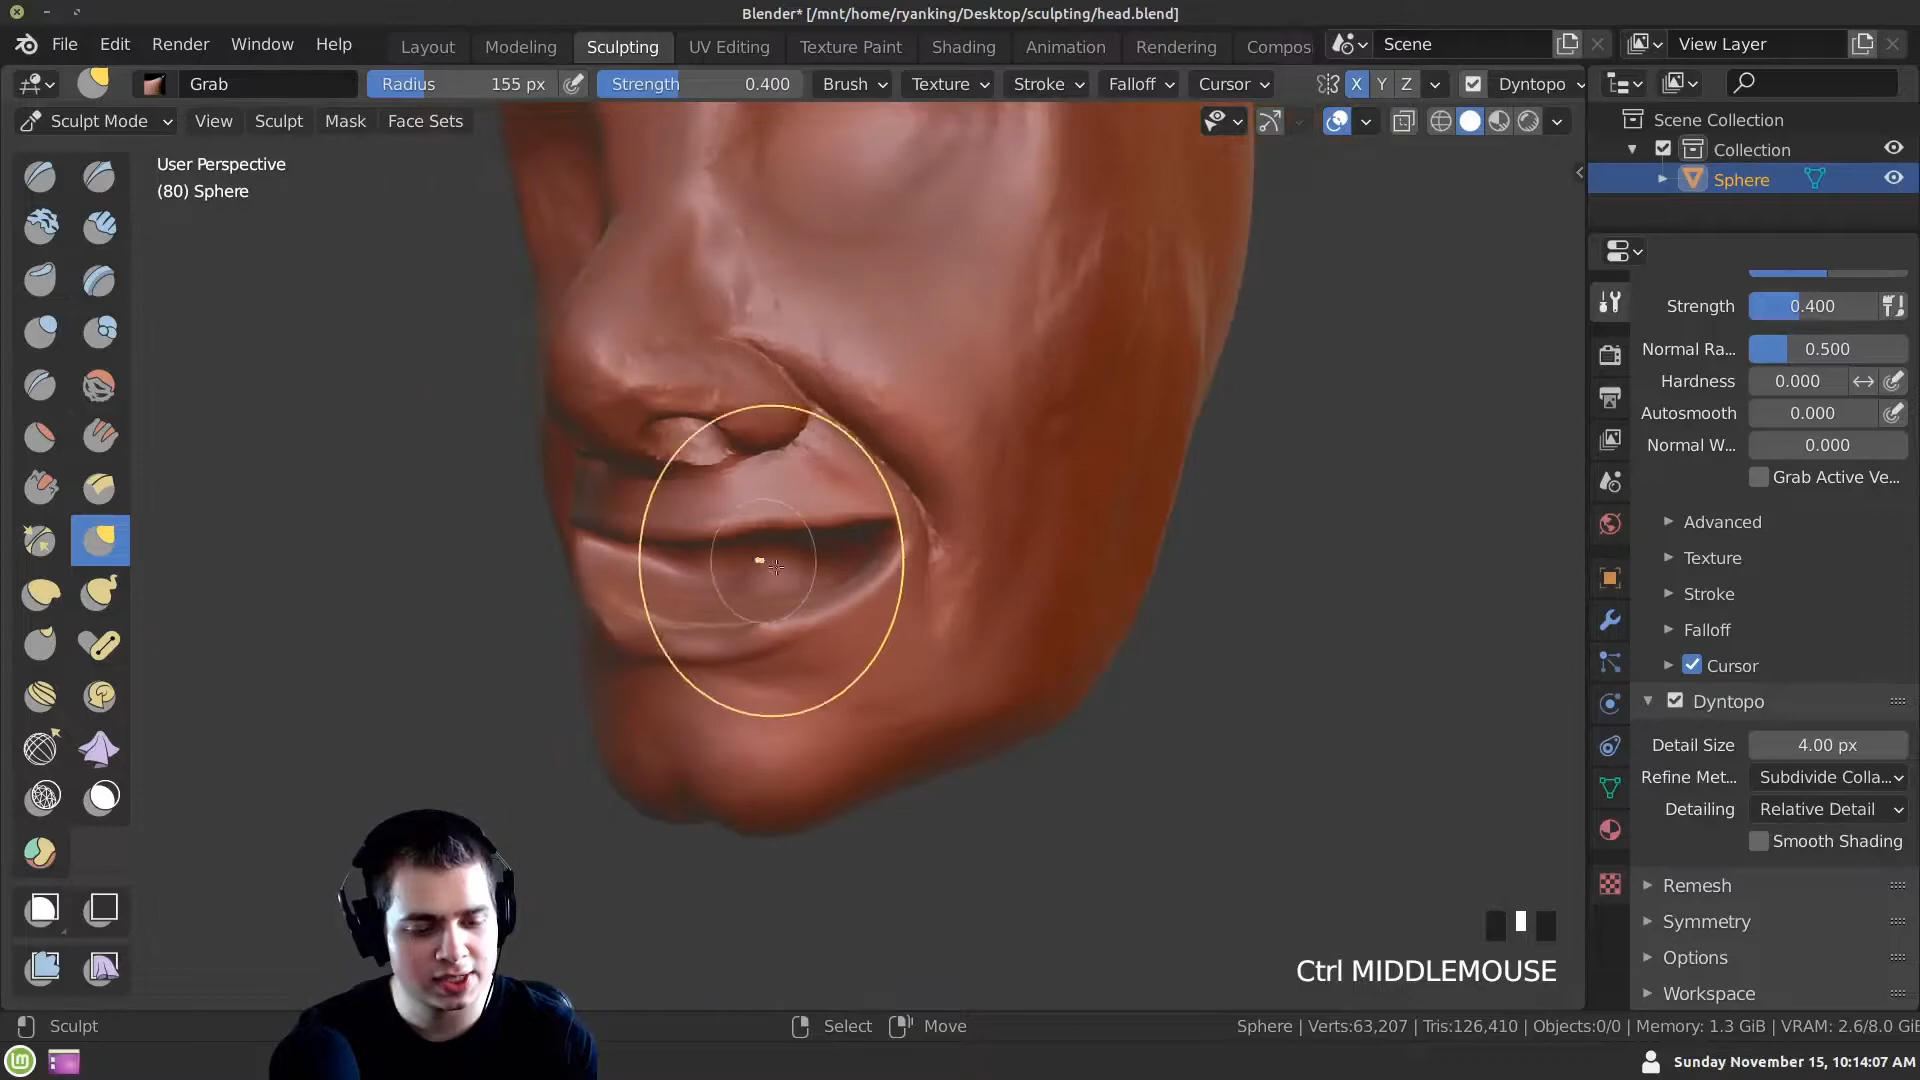 Blender* [/mnt/home/ryanking/Desktop/sculpting/head.blend]
File Edit Render Window Help Layout Modeling Sculpting UV Editing Texture Paint Shading Animation Rendering Compos Scene View Layer
Grab Radius 155 px Strength 0.400 Brush Texture Stroke Falloff Cursor X Y Z Dyntopo
Sculpt Mode View Sculpt Mask Face Sets
User Perspective
(80) Sphere
Scene Collection
Collection
Sphere
Strength 0.400
Normal Ra... 0.500
Hardness 0.000
Autosmooth 0.000
Normal W... 0.000
Grab Active Ve...
Advanced
Texture
Stroke
Falloff
Cursor
Dyntopo
Detail Size 4.00 px
Refine Met... Subdivide Colla...
Detailing Relative Detail
Smooth Shading
Remesh
Symmetry
Options
Workspace
Ctrl MIDDLEMOUSE
Sculpt Select Move Sphere | Verts:63,207 | Tris:126,410 | Objects:0/0 | Memory: 1.3 GiB | VRAM: 2.6/8.0 G
Sunday November 15, 10:14:07 AM